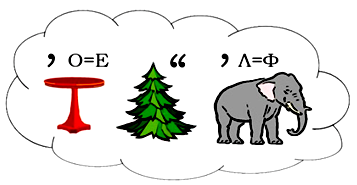 , О=Е “ , Л=Ф